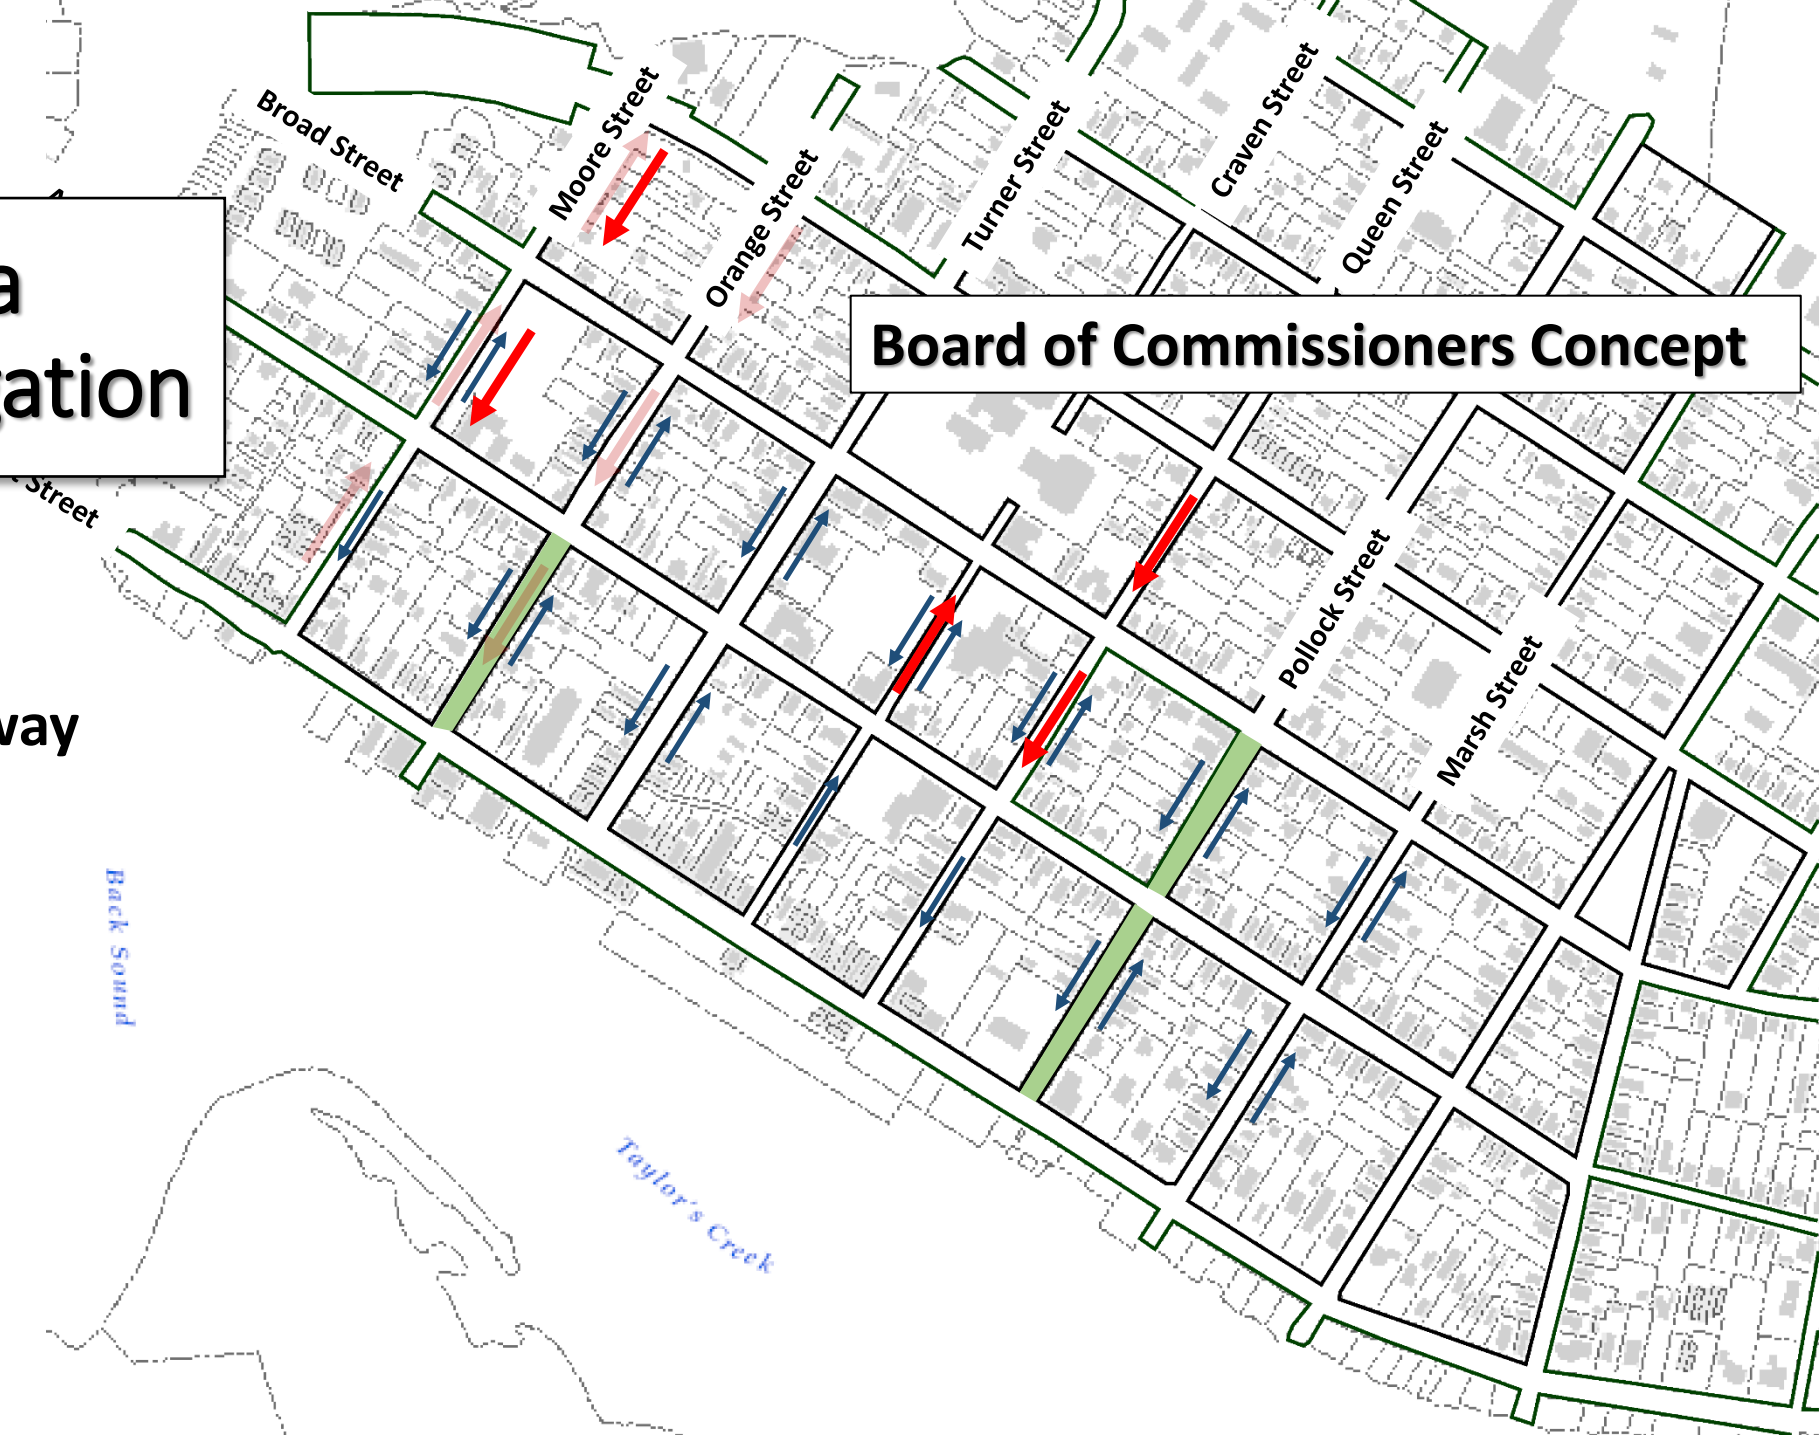 Broad Street
Moore Street
Orange Street
Turner Street
Craven Street
Queen Street
Board of Commissioners Concept
a
gation
Street
way
Pollock Street
Marsh Street
Back Sound
Taylor's Creek